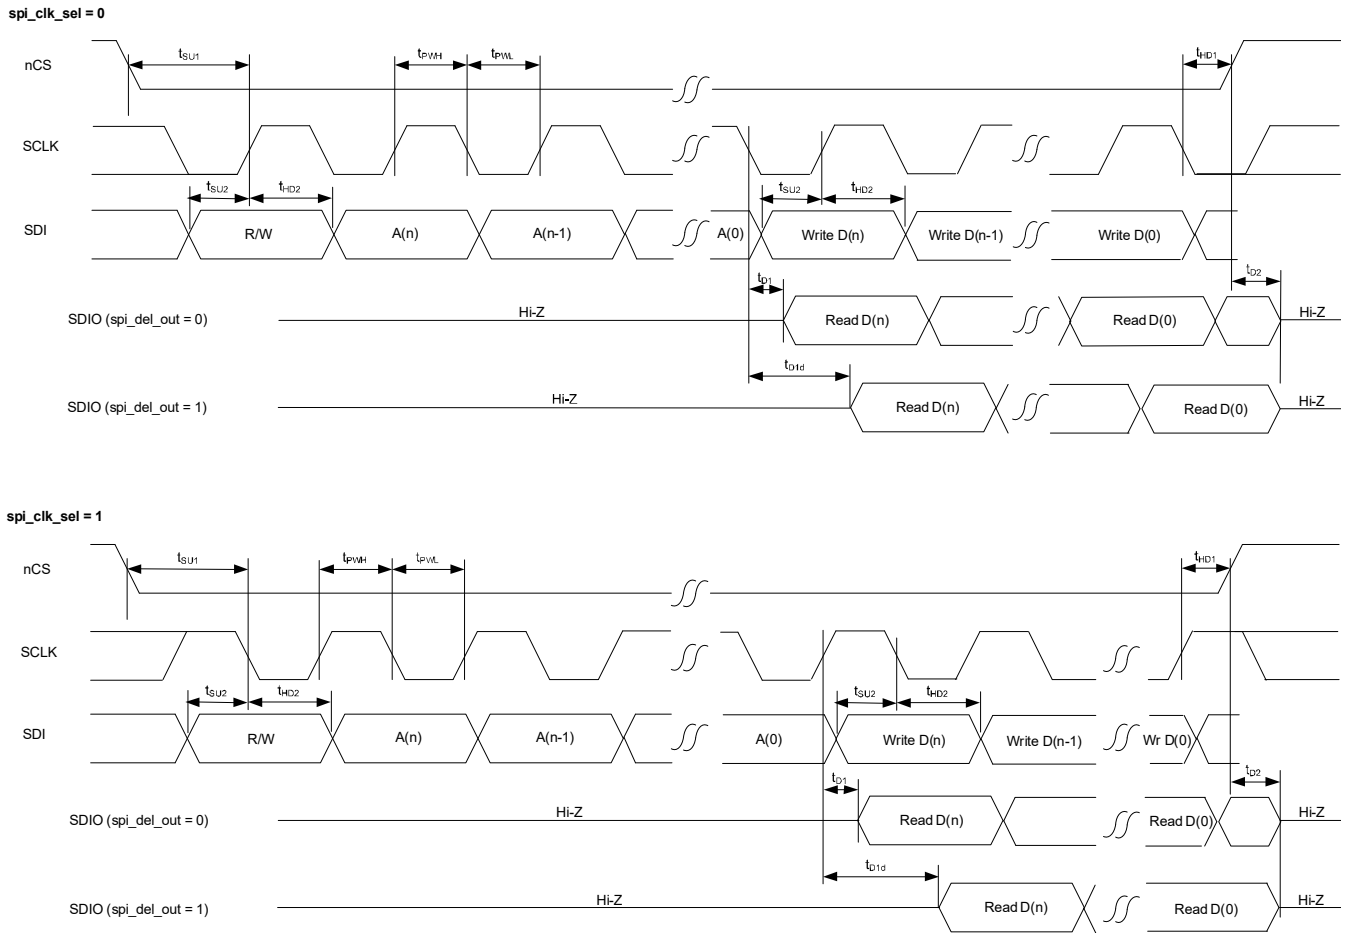 spi_clk_sel = 0
nCS
tSU1
tPWH
tPWL
tHD1
SCLK
tSU2
tHD2
tSU2
tHD2
SDI
R/W
A(n)
A(n-1)
A(0)
Write D(n)
Write D(n-1)
Write D(0)
tD1
tD2
SDIO (spi_del_out = 0)
Hi-Z
Read D(n)
Read D(0)
Hi-Z
tD1d
SDIO (spi_del_out = 1)
Hi-Z
Read D(n)
Read D(0)
Hi-Z
spi_clk_sel = 1
nCS
tSU1
tPWH
tPWL
tHD1
SCLK
tSU2
tHD2
tSU2
tHD2
SDI
R/W
A(n)
A(n-1)
A(0)
Write D(n)
Write D(n-1)
Wr D(0)
tD1
tD2
SDIO (spi_del_out = 0)
Hi-Z
Read D(n)
Read D(0)
Hi-Z
tD1d
SDIO (spi_del_out = 1)
Hi-Z
Read D(n)
Read D(0)
Hi-Z